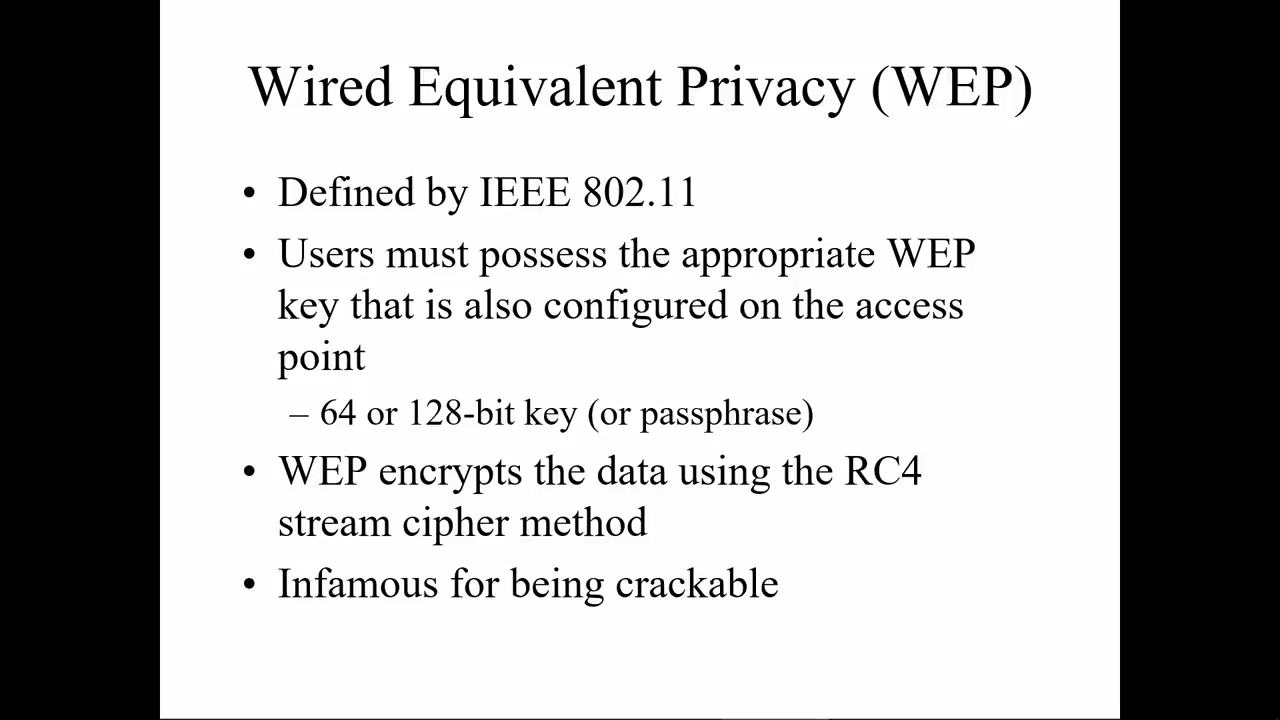 Wired Equivalent Privacy (WEP)
• Defined by IEEE 802.11
• Users must possess the appropriate WEP
key that is also configured on the access
point
– 64 or 128-bit key (or passphrase)
• WEP encrypts the data using the RC4
stream cipher method
• Infamous for being crackable